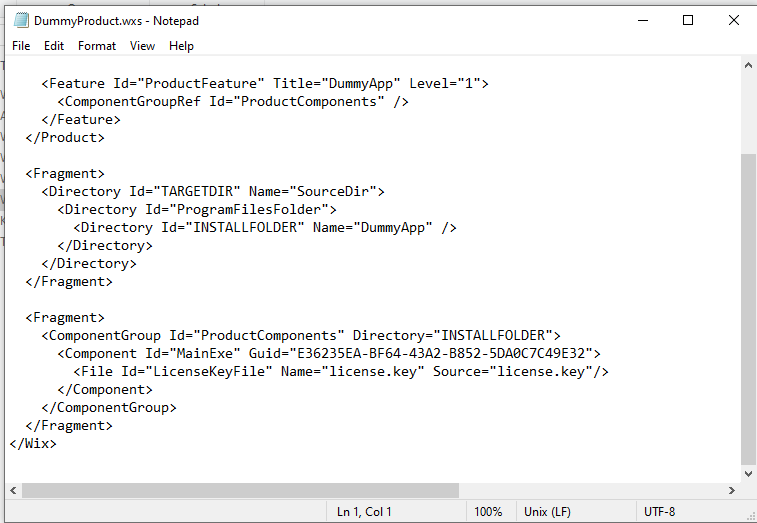 DummyProduct.wxs - Notepad
File Edit Format View Help
<Feature Id="ProductFeature" Title="DummyApp" Level="1">
<ComponentGroupRef Id="ProductComponents" />
</Feature>
</Product>
<Fragment>
<Directory Id="TARGETDIR" Name="SourceDir">
<Directory Id="ProgramFilesFolder">
<Directory Id="INSTALLFOLDER" Name="DummyApp" />
</Directory>
</Directory>
</Fragment>
<Fragment>
<ComponentGroup Id="ProductComponents" Directory="INSTALLFOLDER">
<Component Id="MainExe" Guid="E36235EA-BF64-43A2-B852-5DA0C7C49E32">
<File Id="LicenseKeyFile" Name="license.key" Source="license.key"/>
</Component>
</ComponentGroup>
</Fragment>
</Wix>
Ln 1, Col 1 100% Unix (LF) UTF-8